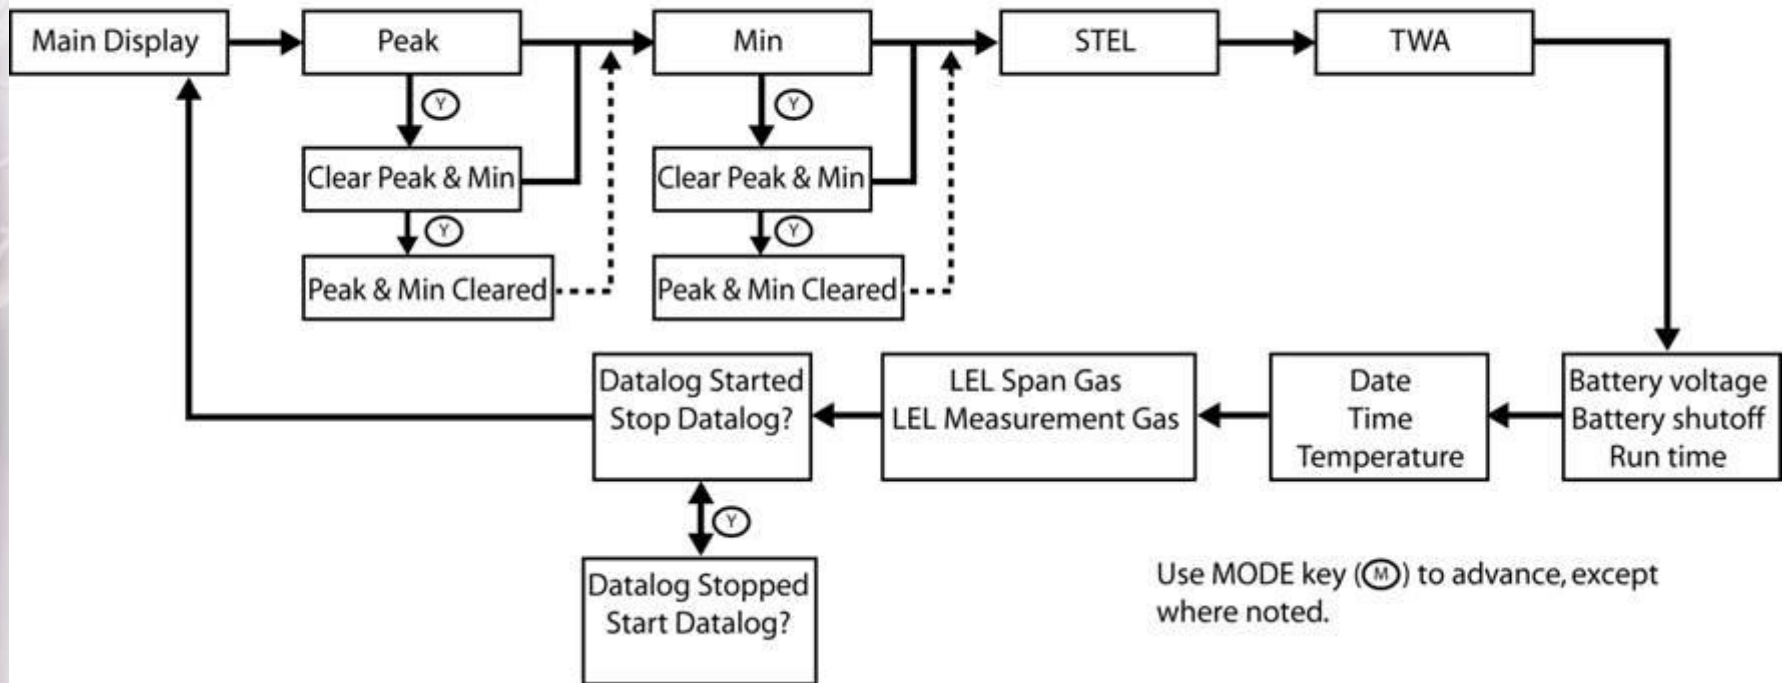 Main Display
Peak
Min
STEL
TWA
Y
Y
Clear Peak & Min
Clear Peak & Min
Y
Y
Peak & Min Cleared
Peak & Min Cleared
Datalog Started
Stop Datalog?
LEL Span Gas
LEL Measurement Gas
Date
Time
Temperature
Battery voltage
Battery shutoff
Run time
Y
Datalog Stopped
Start Datalog?
Use MODE key (M) to advance, except
where noted.